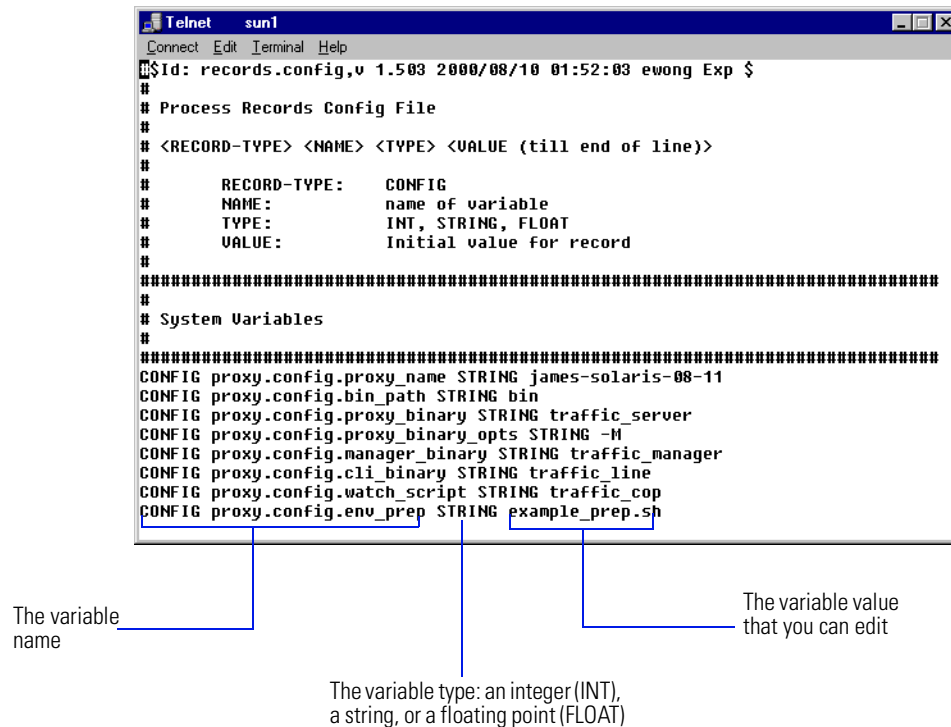 Telnet sun1
Connect Edit Terminal Help
#$Id: records.config,v 1.503 2000/08/10 01:52:03 ewong Exp $
#
# Process Records Config File
#
# <RECORD-TYPE> <NAME> <TYPE> <VALUE (till end of line)>
#
# RECORD-TYPE: CONFIG
# NAME: name of variable
# TYPE: INT, STRING, FLOAT
# VALUE: Initial value for record
#
##############################################################################
#
# System Variables
#
##############################################################################
CONFIG proxy.config.proxy_name STRING james-solaris-08-11
CONFIG proxy.config.bin_path STRING bin
CONFIG proxy.config.proxy_binary STRING traffic_server
CONFIG proxy.config.proxy_binary_opts STRING -M
CONFIG proxy.config.manager_binary STRING traffic_manager
CONFIG proxy.config.cli_binary STRING traffic_line
CONFIG proxy.config.watch_script STRING traffic_cop
CONFIG proxy.config.env_prep STRING example_prep.sh
The variable
name
The variable value
that you can edit
The variable type: an integer (INT),
a string, or a floating point (FLOAT)